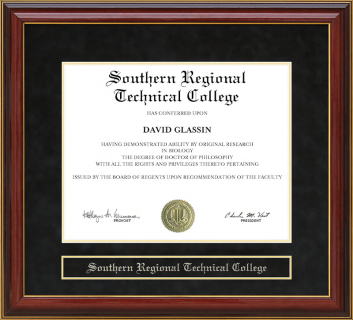 Southern Regional
Technical College
HAS CONFERRED UPON
DAVID GLASSIN
HAVING DEMONSTRATED ABILITY BY ORIGINAL RESEARCH
IN BIOLOGY
THE DEGREE OF DOCTOR OF PHILOSOPHY
WITH ALL THE RIGHTS AND PRIVILEGES THERETO PERTAINING
ISSUED BY THE BOARD OF REGENTS UPON RECOMMENDATION OF THE FACULTY
PROVOST
PRESIDENT
Southern Regional Technical College